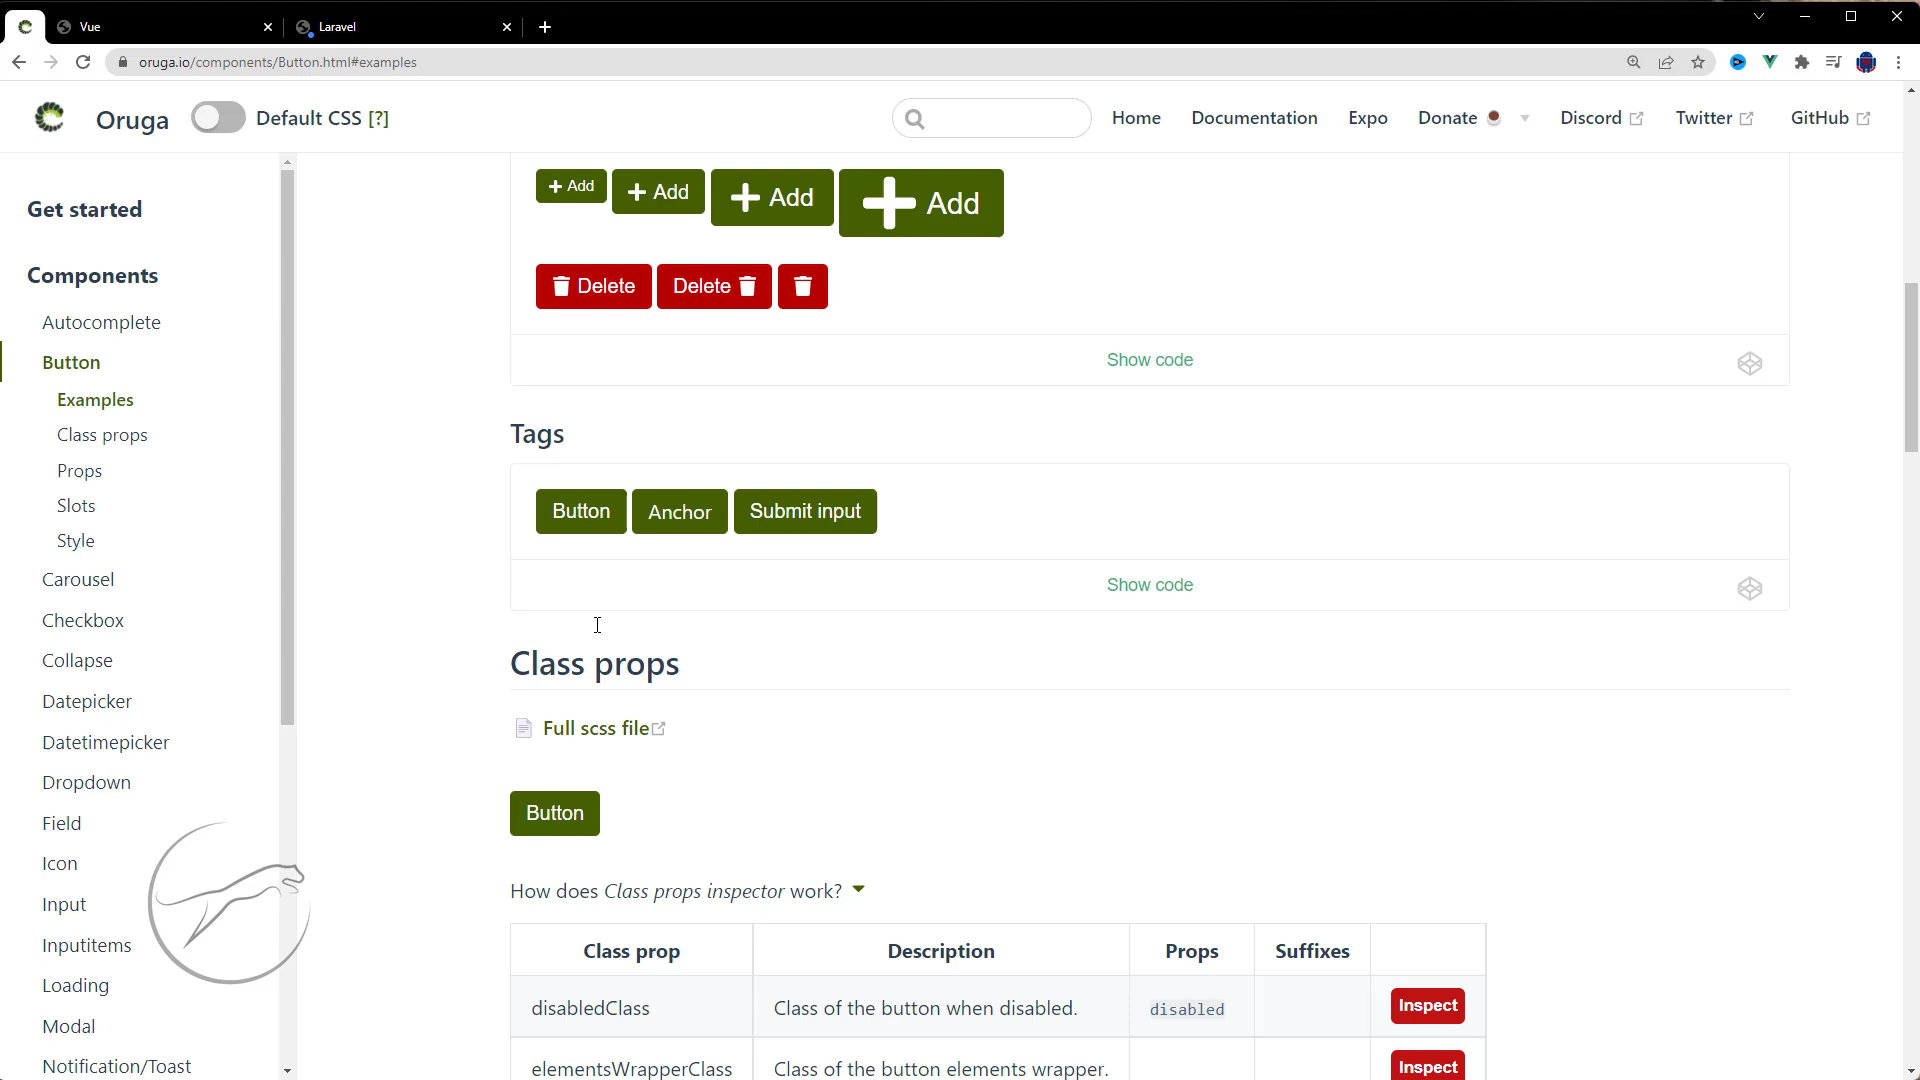 Vue
Laravel
oruga.io/components/Button.html#examples
Oruga
Default CSS [?]
Home
Documentation
Expo
Donate
Discord
Twitter
GitHub
Get started
Components
Autocomplete
Button
Examples
Class props
Props
Slots
Style
Carousel
Checkbox
Collapse
Datepicker
Datetimepicker
Dropdown
Field
Icon
Input
Inputitems
Loading
Modal
Notification/Toast
Add
Add
Add
Add
Delete
Delete
Show code
Tags
Button
Anchor
Submit input
Show code
Class props
Full scss file
Button
How does Class props inspector work?
Class prop Description Props Suffixes
disabledClass Class of the button when disabled. disabled Inspect
elementsWrapperClass Class of the button elements wrapper. Inspect